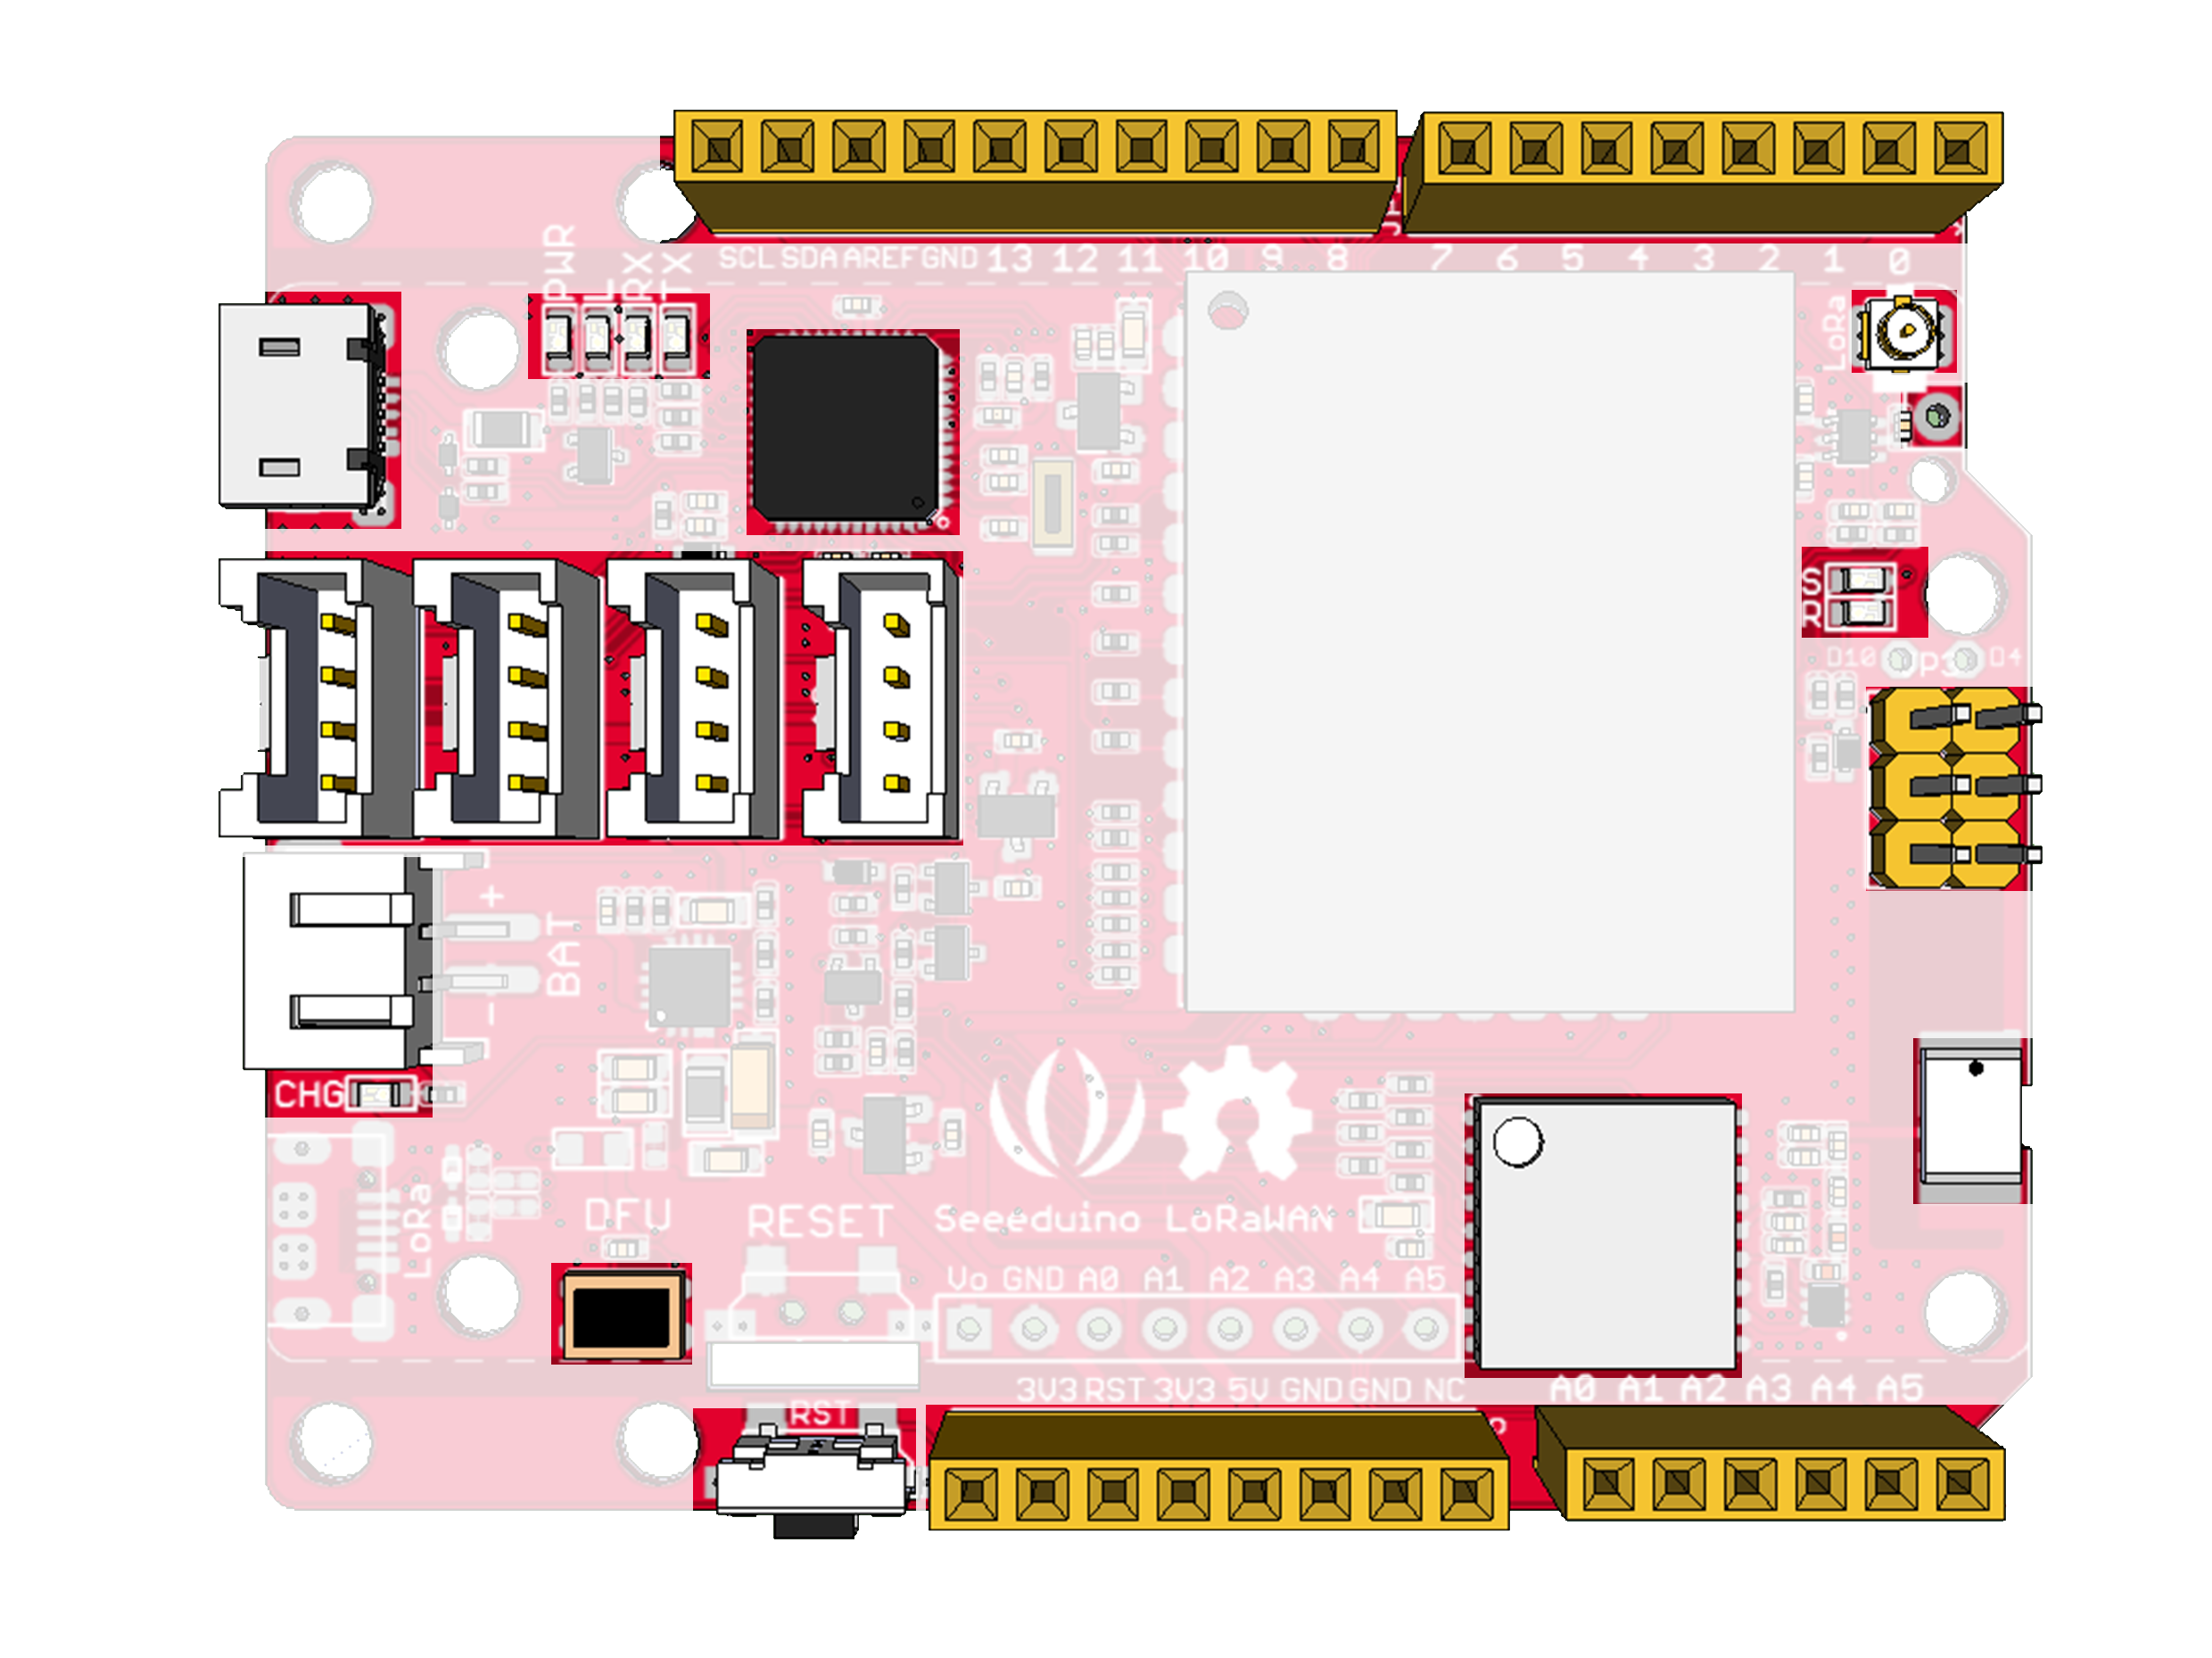 PWR L RX TX
SCL SDA AREF GND 13 12 11 10 9 8 7 6 5 4 3 2 1 0
LoRa
S
R
D10 P3 D4
+
BAT
-
CHG
LoRa
DFU
RESET
Seeeduino LoRaWAN
Vo GND A0 A1 A2 A3 A4 A5
3V3 RST 3V3 5V GND GND NC A0 A1 A2 A3 A4 A5
RST